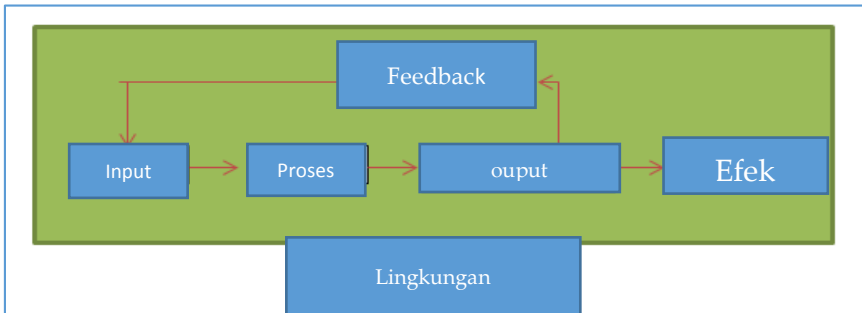 Feedback
Input
Proses
ouput
Efek
Lingkungan